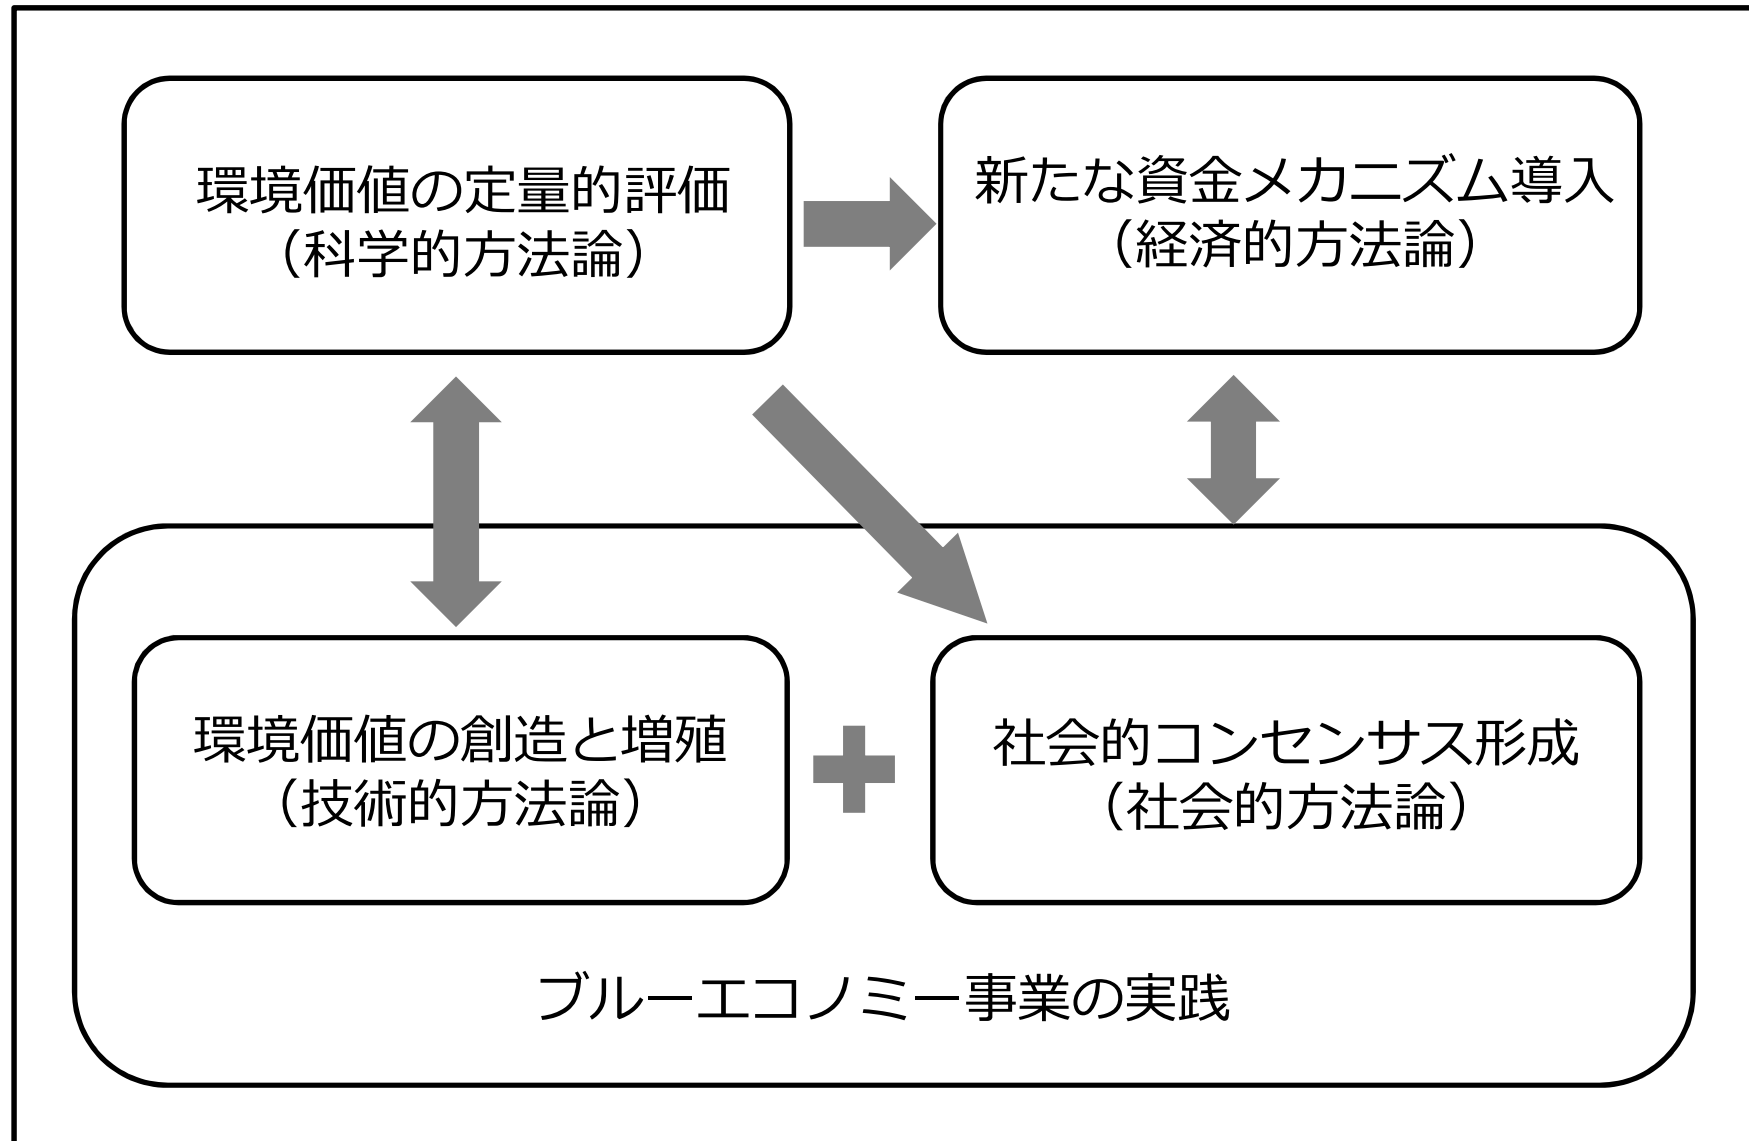 環境価値の定量的評価
（科学的方法論）
新たな資金メカニズム導入
（経済的方法論）
環境価値の創造と増殖
（技術的方法論）
社会的コンセンサス形成
（社会的方法論）
ブルーエコノミー事業の実践